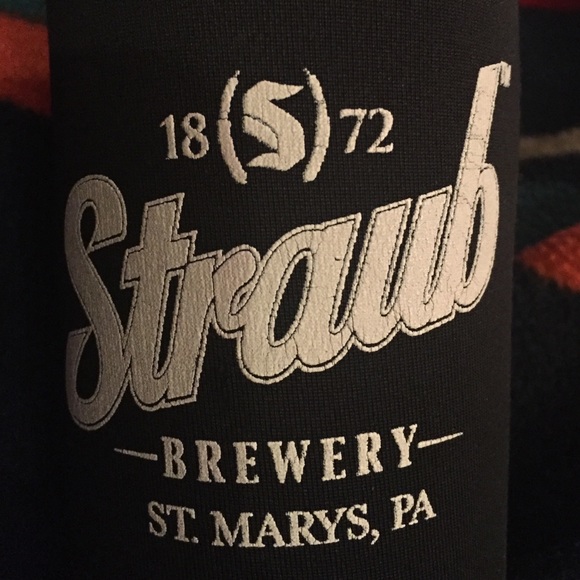 18 (S) 72
Straub
BREWERY
ST. MARYS, PA